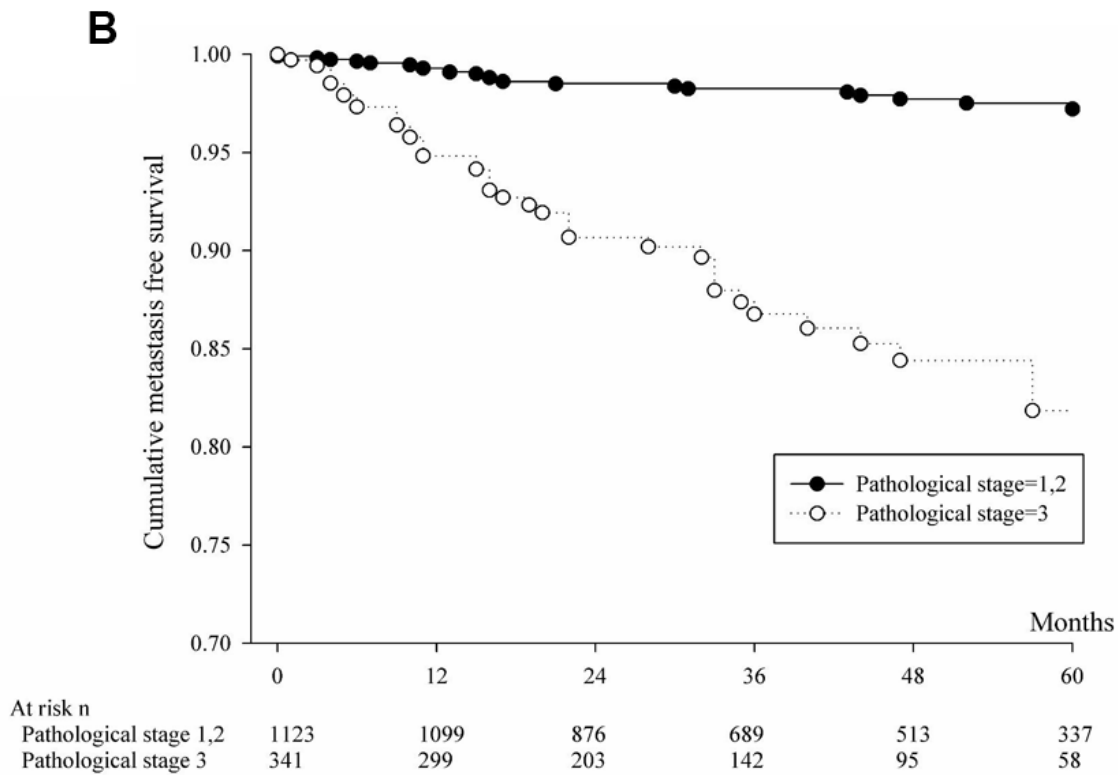 B
Cumulative metastasis free survival
1.00
0.95
0.90
0.85
0.80
0.75
0.70
Pathological stage=1,2
Pathological stage=3
Months
0 12 24 36 48 60
At risk n
Pathological stage 1,2 1123 1099 876 689 513 337
Pathological stage 3 341 299 203 142 95 58